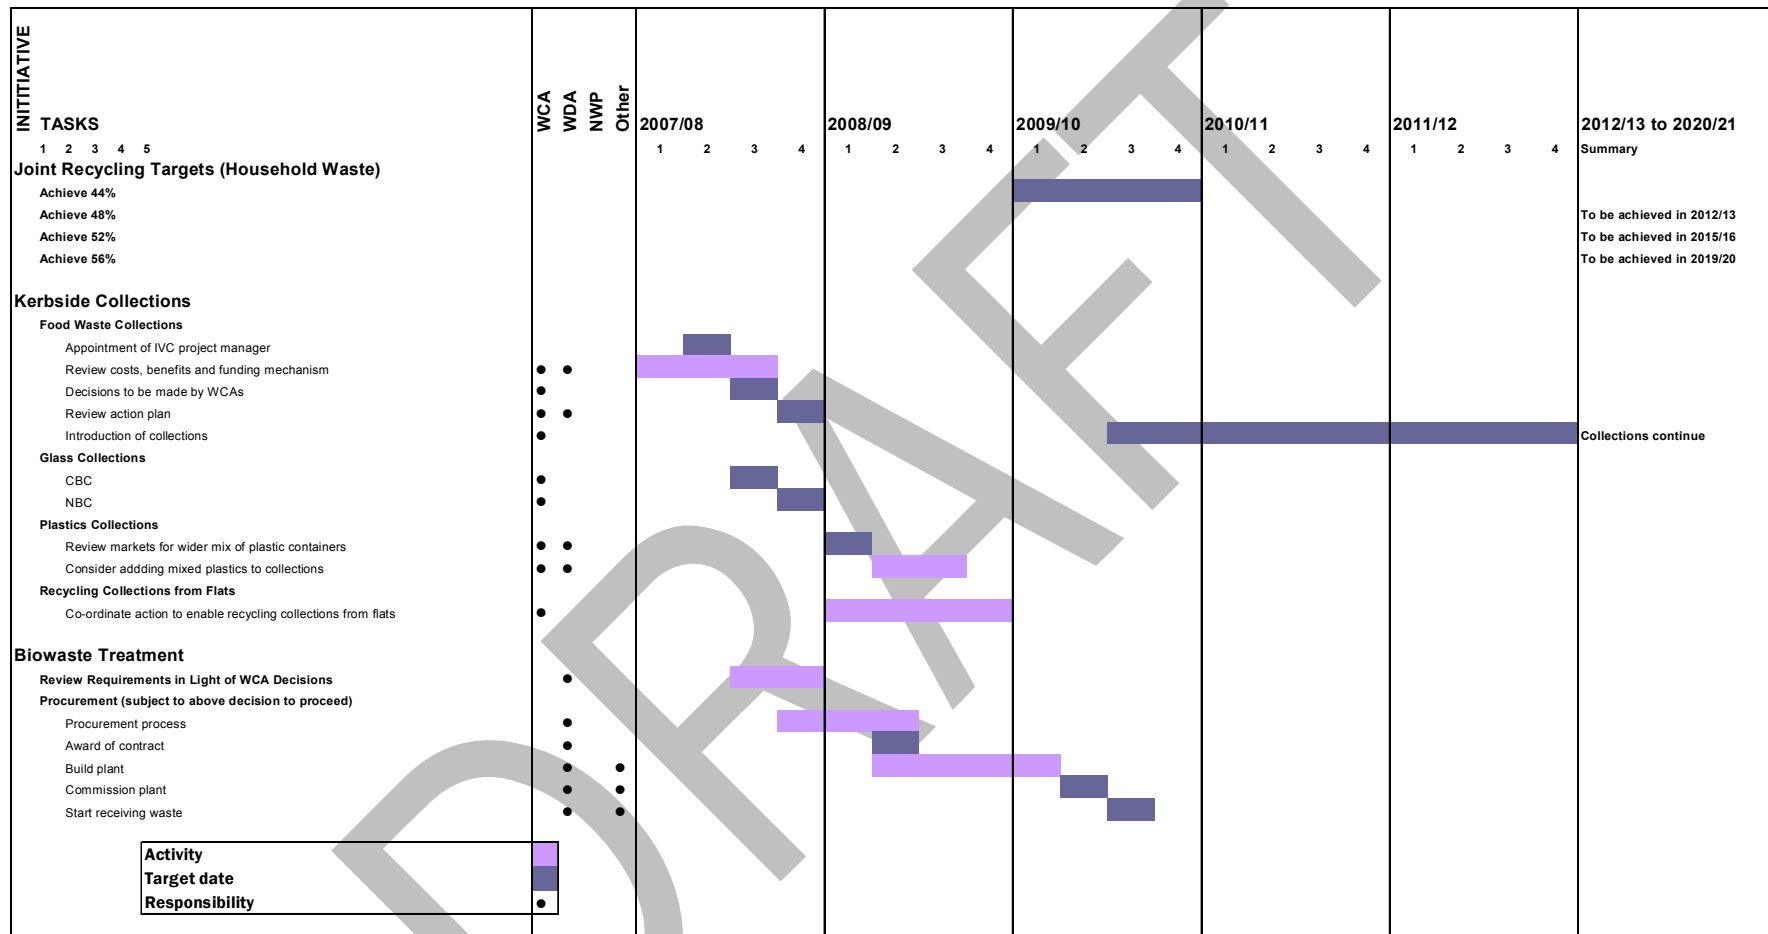 INITITIATIVE
TASKS WCA WDA NWP Other 2007/08 2008/09 2009/10 2010/11 2011/12 2012/13 to 2020/21
1 2 3 4 5 1 2 3 4 1 2 3 4 1 2 3 4 1 2 3 4 1 2 3 4 Summary
Joint Recycling Targets (Household Waste)
Achieve 44%
Achieve 48% To be achieved in 2012/13
Achieve 52% To be achieved in 2015/16
Achieve 56% To be achieved in 2019/20
Kerbside Collections
Food Waste Collections
Appointment of IVC project manager
Review costs, benefits and funding mechanism
Decisions to be made by WCAs
Review action plan
Introduction of collections Collections continue
Glass Collections
CBC
NBC
Plastics Collections
Review markets for wider mix of plastic containers
Consider addding mixed plastics to collections
Recycling Collections from Flats
Co-ordinate action to enable recycling collections from flats
Biowaste Treatment
Review Requirements in Light of WCA Decisions
Procurement (subject to above decision to proceed)
Procurement process
Award of contract
Build plant
Commission plant
Start receiving waste
Activity
Target date
Responsibility
DRAFT